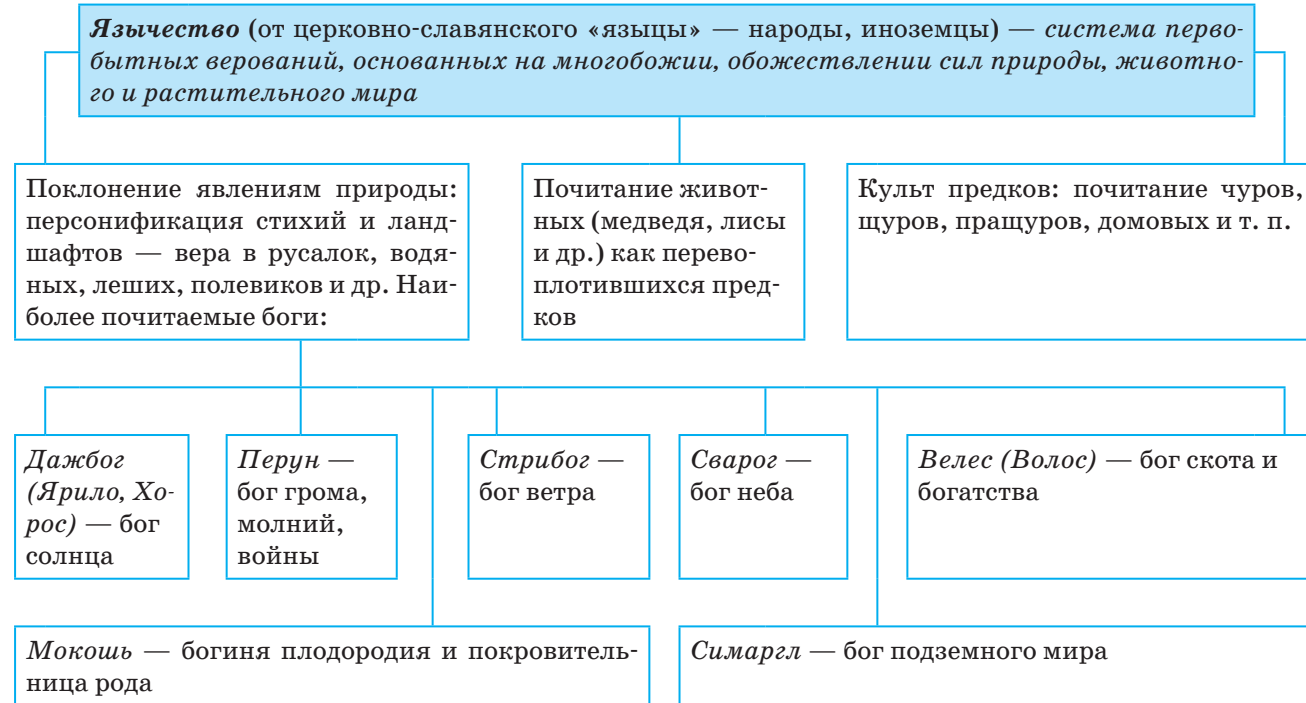 Язычество (от церковно-славянского «языцы» — народы, иноземцы) — система перво-
бытных верований, основанных на многобожии, обожествлении сил природы, животно-
го и растительного мира
Поклонение явлениям природы:
персонификация стихий и ланд-
шафтов — вера в русалок, водя-
ных, леших, полевиков и др. Наи-
более почитаемые боги:
Почитание живот-
ных (медведя, лисы
и др.) как перево-
плотившихся пред-
ков
Культ предков: почитание чуров,
щуров, пращуров, домовых и т. п.
Дажбог
(Ярило, Хо-
рос) — бог
солнца
Перун —
бог грома,
молний,
войны
Стрибог —
бог ветра
Сварог —
бог неба
Велес (Волос) — бог скота и
богатства
Мокошь — богиня плодородия и покровитель-
ница рода
Симаргл — бог подземного мира